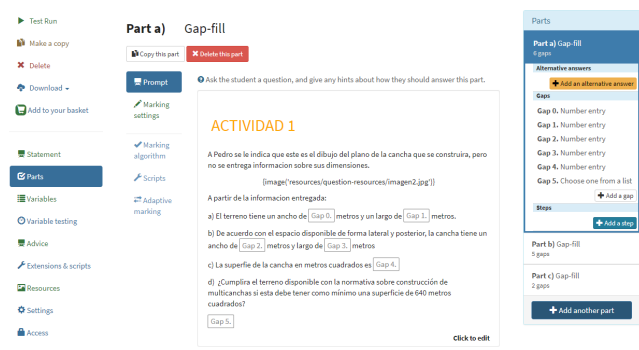 Test Run
Make a copy
Delete
Download
Add to your basket
Statement
Parts
Variables
Variable testing
Advice
Extensions & scripts
Resources
Settings
Access
Part a) Gap-fill
Copy this part
Delete this part
Prompt
Marking
settings
Marking
algorithm
Scripts
Adaptive
marking
Ask the student a question, and give any hints about how they should answer this part.
ACTIVIDAD 1
A Pedro se le indica que este es el dibujo del plano de la cancha que se construira, pero
no se entrega informacion sobre sus dimensiones.
{image('resources/question-resources/imagen2.jpg')}
A partir de la informacion entregada:
a) El terreno tiene un ancho de Gap 0. metros y un largo de Gap 1. metros.
b) De acuerdo con el espacio disponible de forma lateral y posterior, la cancha tiene un
ancho de Gap 2. metros y largo de Gap 3. metros
c) La superfie de la cancha en metros cuadrados es Gap 4.
d) ¿Cumplira el terreno disponible con la normativa sobre construcción de
multicanchas si esta debe tener como mínimo una superficie de 640 metros
cuadrados?
Gap 5.
Click to edit
Parts
Part a) Gap-fill
6 gaps
Alternative answers
Add an alternative answer
Gaps
Gap 0. Number entry
Gap 1. Number entry
Gap 2. Number entry
Gap 3. Number entry
Gap 4. Number entry
Gap 5. Choose one from a list
Add a gap
Steps
Add a step
Part b) Gap-fill
5 gaps
Part c) Gap-fill
2 gaps
Add another part